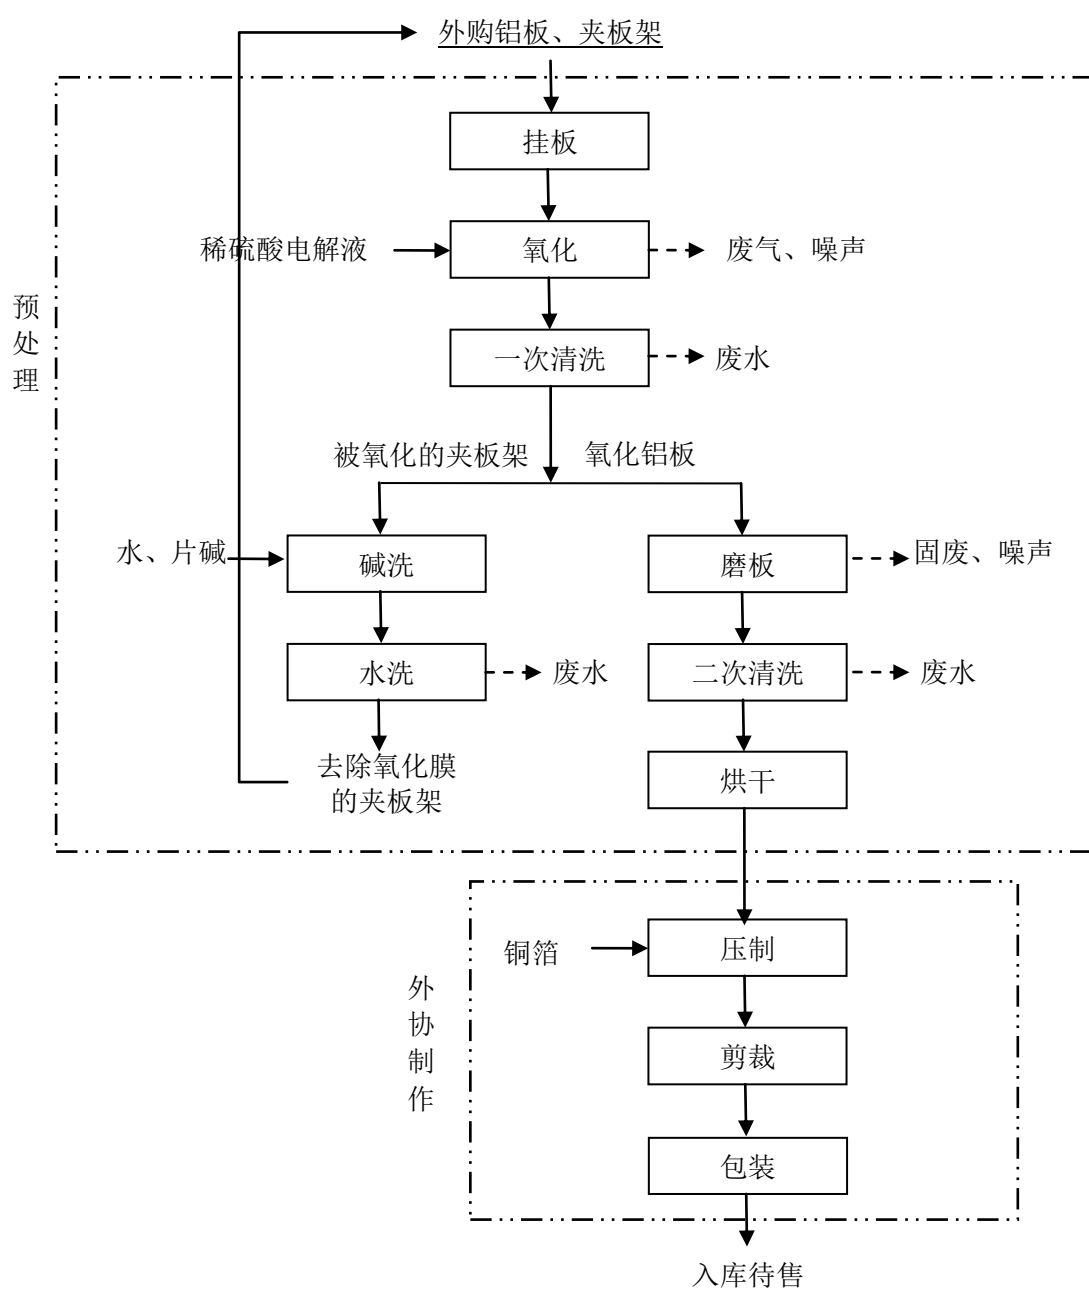 外购铝板、夹板架
挂板
稀硫酸电解液
氧化
废气、噪声
预处理
一次清洗
废水
被氧化的夹板架
氧化铝板
水、片碱
碱洗
磨板
固废、噪声
水洗
废水
二次清洗
废水
去除氧化膜
的夹板架
烘干
铜箔
压制
外协制作
剪裁
包装
入库待售